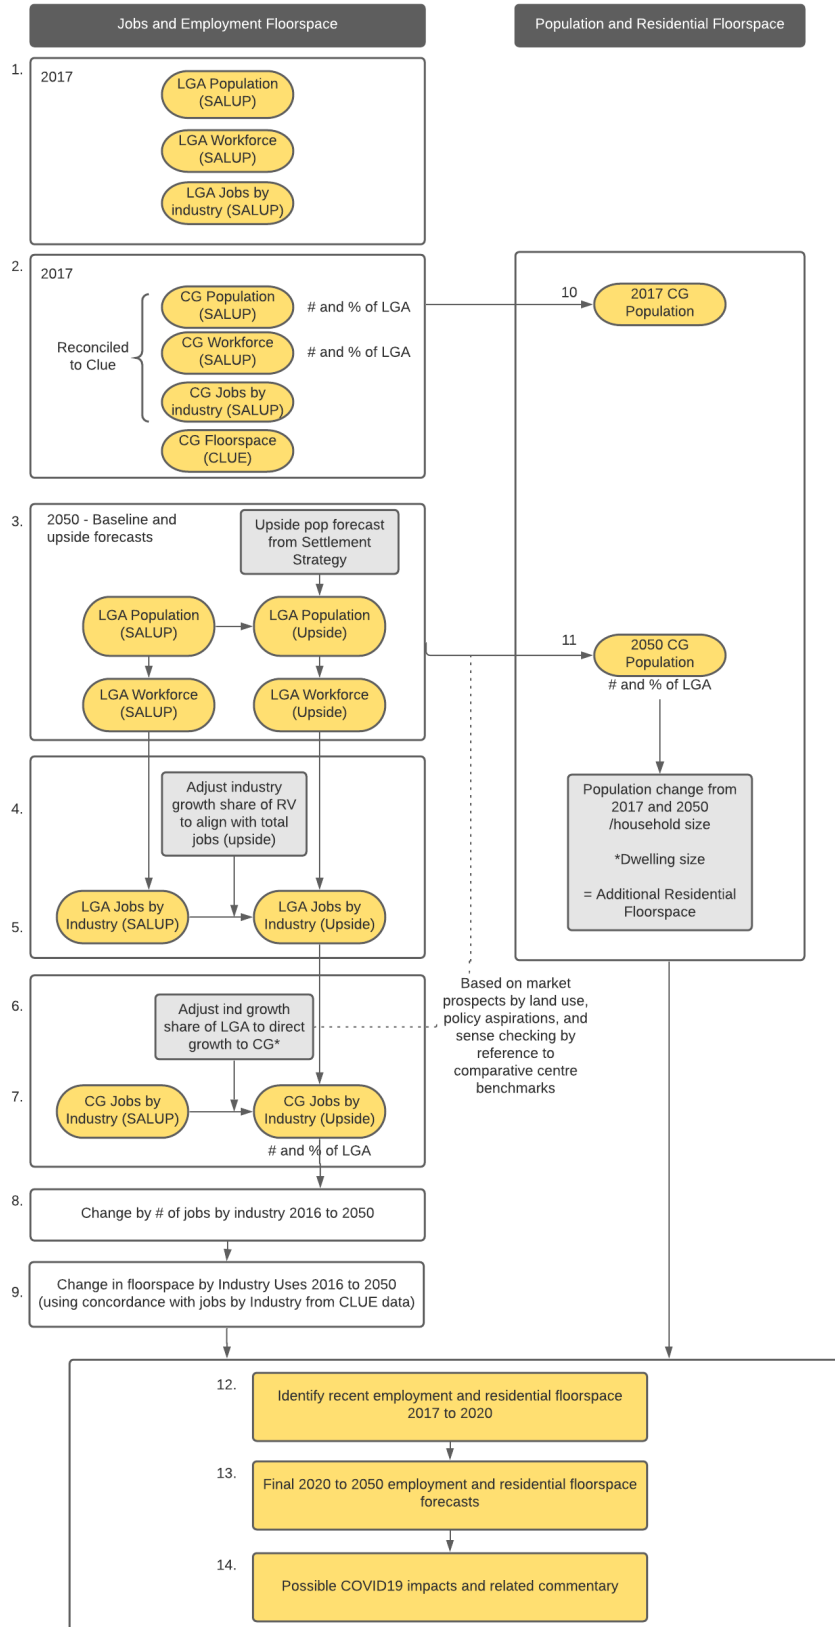 Jobs and Employment Floorspace
Population and Residential Floorspace
1.
2017
LGA Population
(SALUP)
LGA Workforce
(SALUP)
LGA Jobs by
industry (SALUP)
2.
2017
CG Population
(SALUP)
# and % of LGA
Reconciled
to Clue
CG Workforce
(SALUP)
# and % of LGA
CG Jobs by
industry (SALUP)
CG Floorspace
(CLUE)
10
2017 CG
Population
3.
2050 - Baseline and
upside forecasts
Upside pop forecast
from Settlement
Strategy
LGA Population
(SALUP)
LGA Population
(Upside)
LGA Workforce
(SALUP)
LGA Workforce
(Upside)
11
2050 CG
Population
# and % of LGA
Population change from
2017 and 2050
/household size
*Dwelling size
= Additional Residential
Floorspace
4.
Adjust industry
growth share of RV
to align with total
jobs (upside)
5.
LGA Jobs by
Industry (SALUP)
LGA Jobs by
Industry (Upside)
6.
Adjust ind growth
share of LGA to direct
growth to CG*
Based on market
prospects by land use,
policy aspirations, and
sense checking by
reference to
comparative centre
benchmarks
7.
CG Jobs by
Industry (SALUP)
CG Jobs by
Industry (Upside)
# and % of LGA
8.
Change by # of jobs by industry 2016 to 2050
9.
Change in floorspace by Industry Uses 2016 to 2050
(using concordance with jobs by Industry from CLUE data)
12.
Identify recent employment and residential floorspace
2017 to 2020
13.
Final 2020 to 2050 employment and residential floorspace
forecasts
14.
Possible COVID19 impacts and related commentary